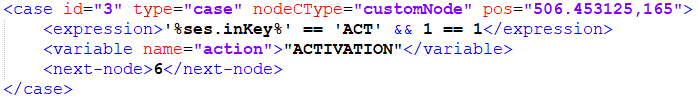 <case id="3" type="case" nodeCType="customNode" pos="506.453125,165">
<expression>'%ses.inKey%' == 'ACT' && 1 == 1</expression>
<variable name="action">"ACTIVATION"</variable>
<next-node>6</next-node>
</case>